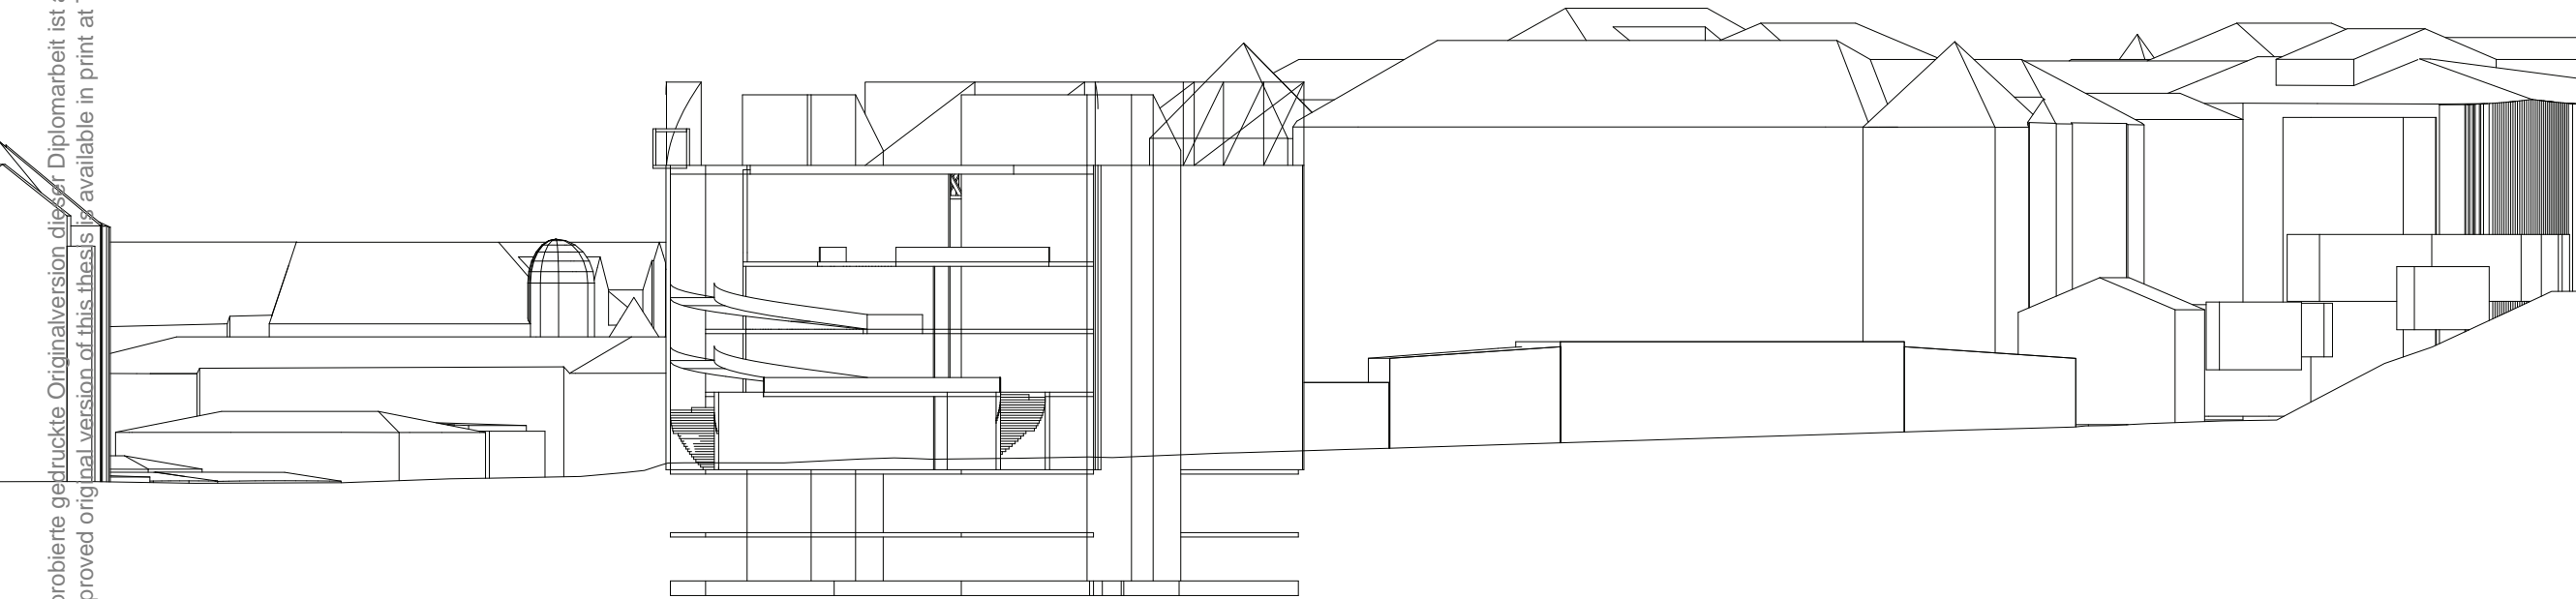 probierte gedruckte Originalversion dieser Diplomarbeit ist a
proved original version of this thesis is available in print at T